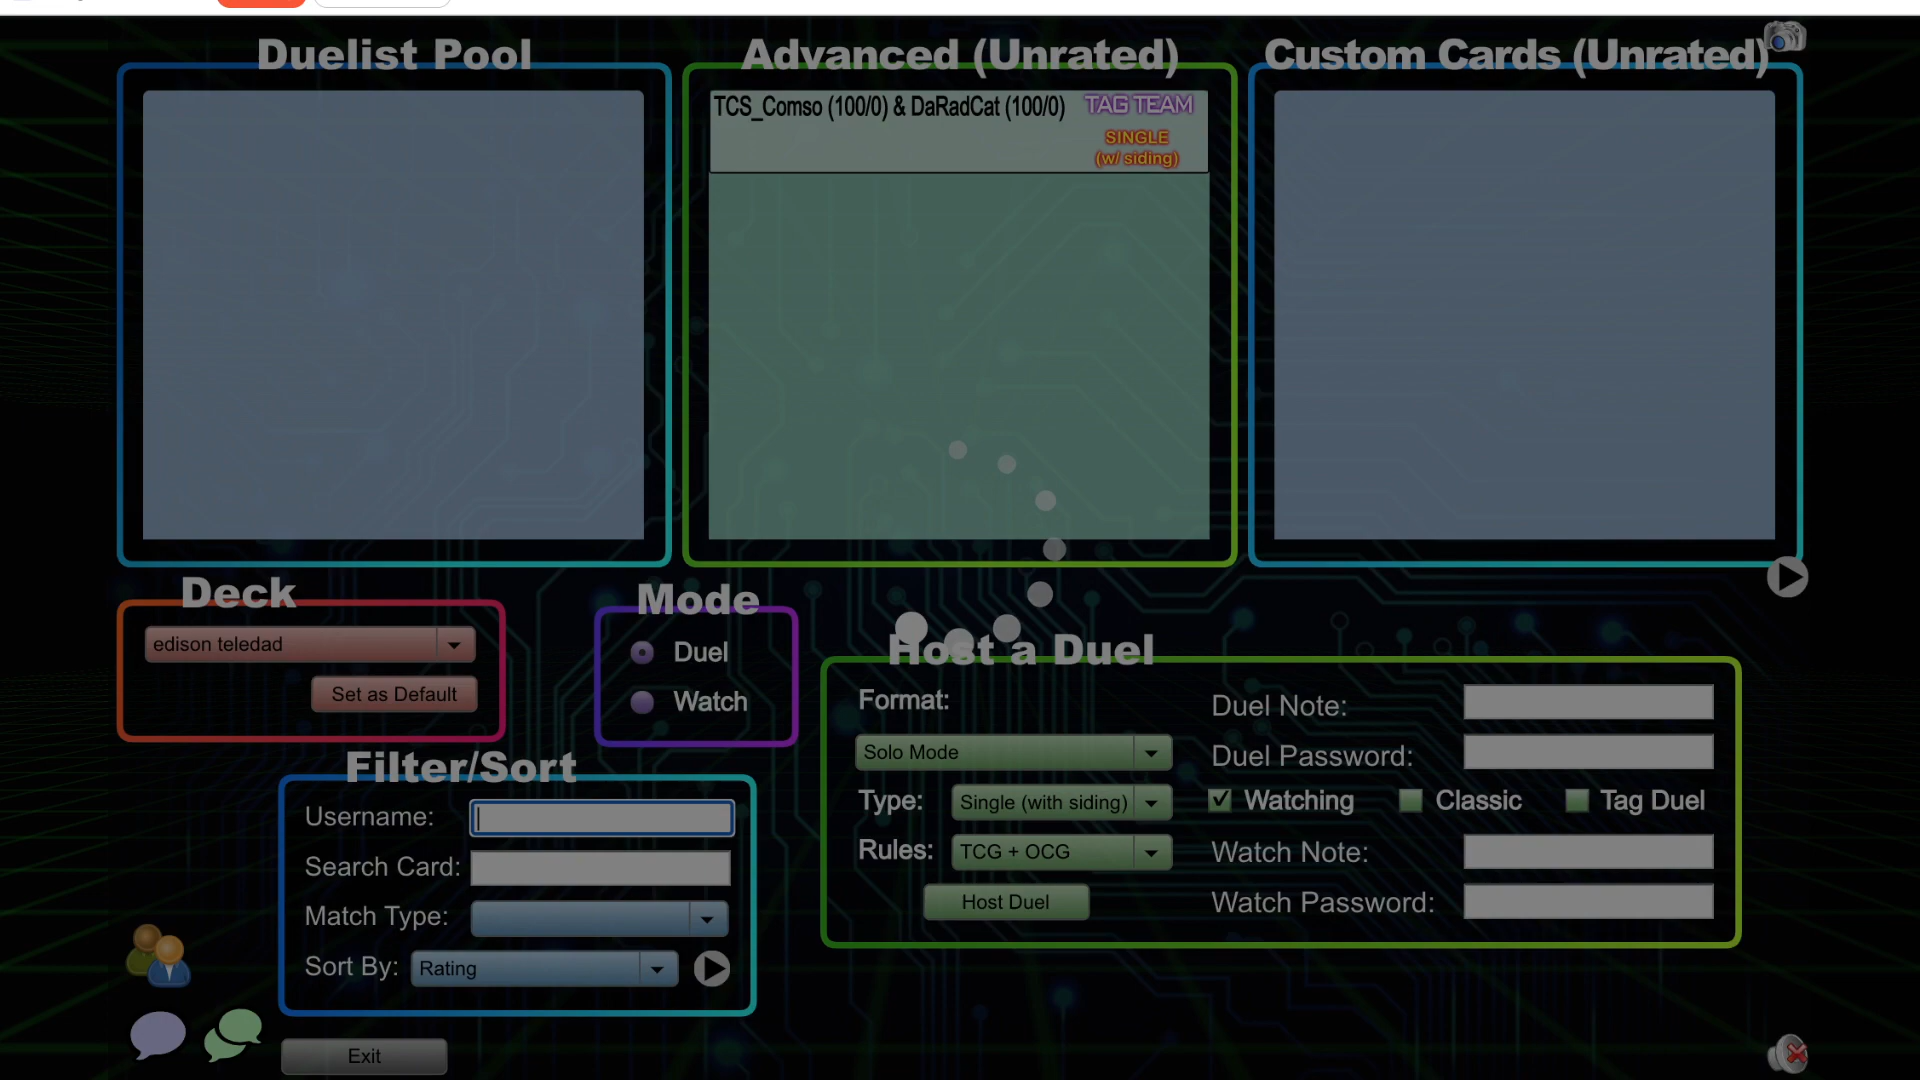 Duelist Pool
Advanced (Unrated)
Custom Cards (Unrated)
TCS_Comso (100/0) & DaRadCat (100/0)
TAG TEAM
SINGLE
(w/ siding)
Deck
edison teledad
Set as Default
Mode
Duel
Watch
Host a Duel
Format:
Solo Mode
Type:
Single (with siding)
Rules:
TCG + OCG
Host Duel
Duel Note:
Duel Password:
Watching
Classic
Tag Duel
Watch Note:
Watch Password:
Filter/Sort
Username:
Search Card:
Match Type:
Sort By:
Rating
Exit